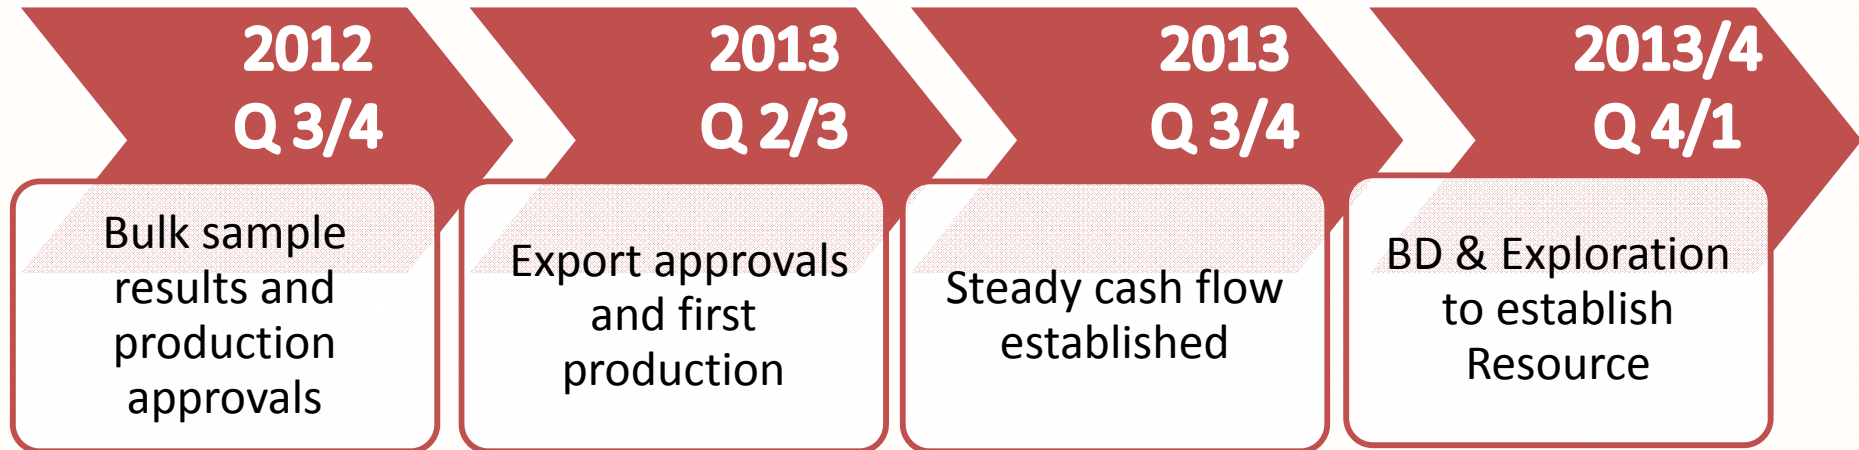 2012
Q 3/4
Bulk sample
results and
production
approvals
2013
Q 2/3
Export approvals
and first
production
2013
Q 3/4
Steady cash flow
established
2013/4
Q 4/1
BD & Exploration
to establish
Resource